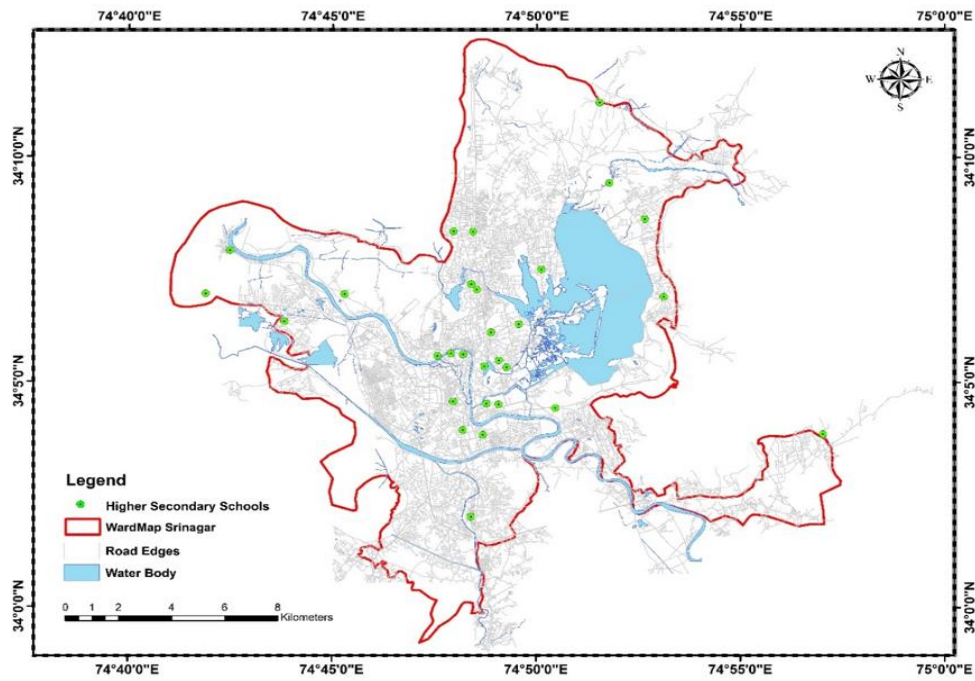 74°40'0"E 74°45'0"E 74°50'0"E 74°55'0"E 75°0'0"E
N
W E
S
34°10'0"N 34°10'0"N
34°5'0"N 34°5'0"N
Legend
Higher Secondary Schools
WardMap Srinagar
Road Edges
Water Body
0 1 2 4 6 8
Kilometers
34°0'0"N 34°0'0"N
74°40'0"E 74°45'0"E 74°50'0"E 74°55'0"E 75°0'0"E